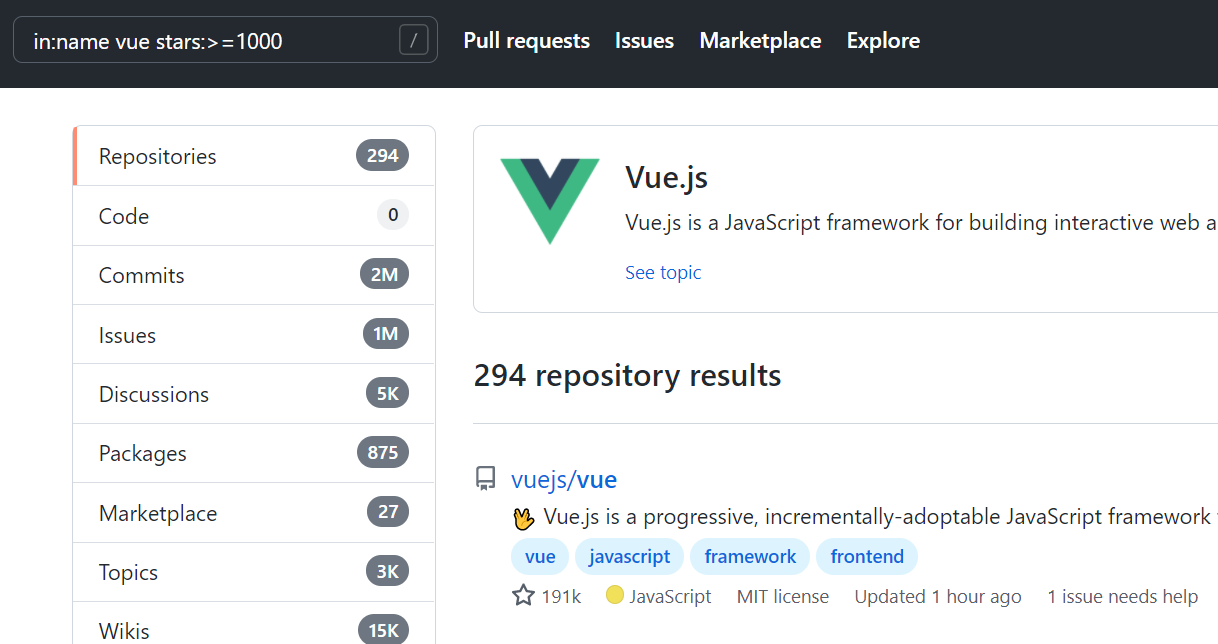 in:name vue stars:>=1000 / Pull requests Issues Marketplace Explore
Repositories 294
Code 0
Commits 2M
Issues 1M
Discussions 5K
Packages 875
Marketplace 27
Topics 3K
Wikis 15K
Vue.js
Vue.js is a JavaScript framework for building interactive web a
See topic
294 repository results
vuejs/vue
🖖 Vue.js is a progressive, incrementally-adoptable JavaScript framework
vue javascript framework frontend
191k JavaScript MIT license Updated 1 hour ago 1 issue needs help